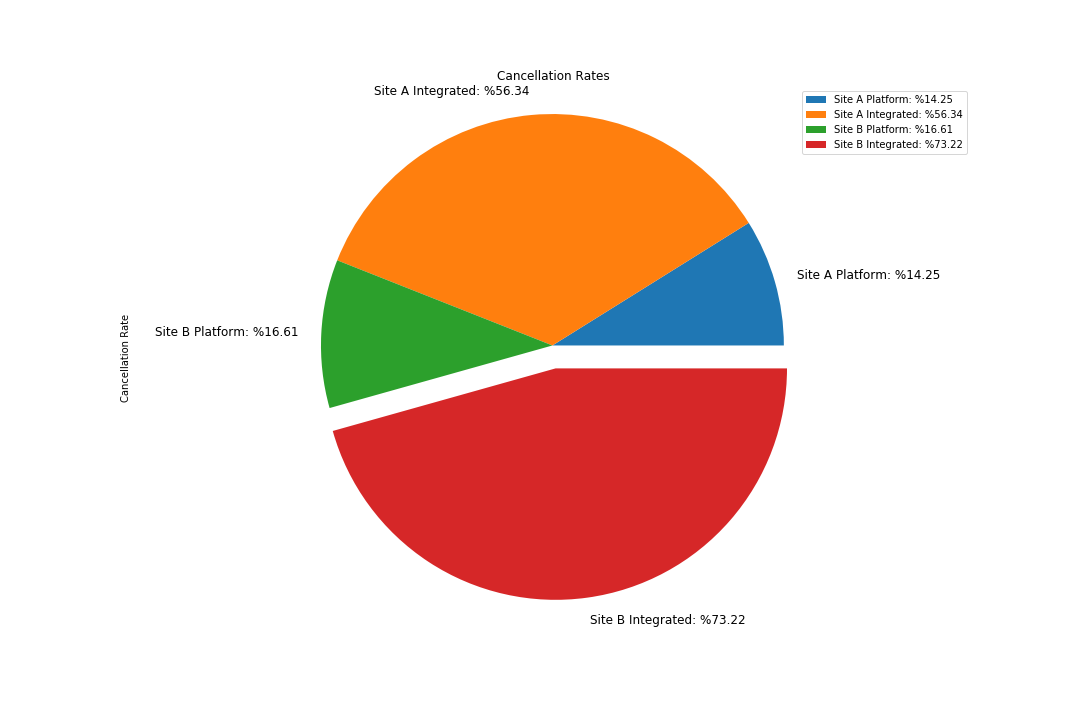 Cancellation Rates
Site A Integrated: %56.34
Site A Platform: %14.25
Site A Integrated: %56.34
Site B Platform: %16.61
Site B Integrated: %73.22
Site A Platform: %14.25
Site B Platform: %16.61
Cancellation Rate
Site B Integrated: %73.22